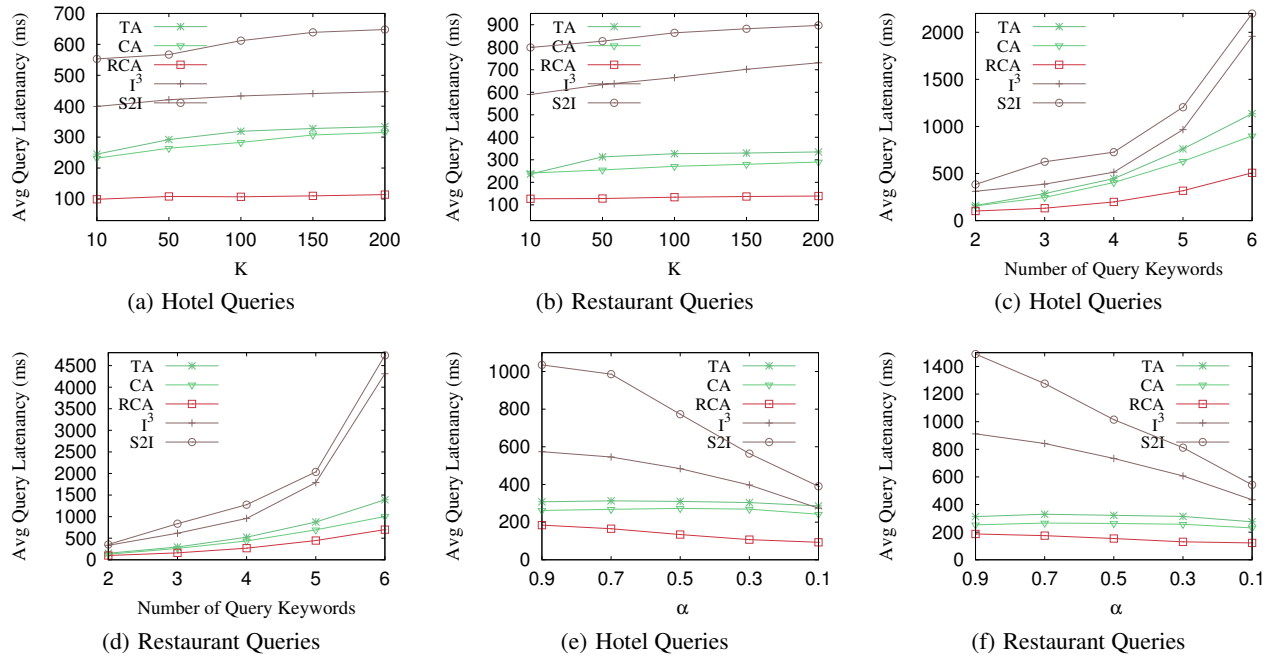 Avg Query Latenancy (ms)
700
600
500
400
300
200
100
TA
CA
RCA
I³
S2I
10 50 100 150 200
K
(a) Hotel Queries
Avg Query Latenancy (ms)
900
800
700
600
500
400
300
200
100
TA
CA
RCA
I³
S2I
10 50 100 150 200
K
(b) Restaurant Queries
Avg Query Latenancy (ms)
2000
1500
1000
500
0
TA
CA
RCA
I³
S2I
2 3 4 5 6
Number of Query Keywords
(c) Hotel Queries
Avg Query Latenancy (ms)
4500
4000
3500
3000
2500
2000
1500
1000
500
0
TA
CA
RCA
I³
S2I
2 3 4 5 6
Number of Query Keywords
(d) Restaurant Queries
Avg Query Latenancy (ms)
1000
800
600
400
200
0
TA
CA
RCA
I³
S2I
0.9 0.7 0.5 0.3 0.1
α
(e) Hotel Queries
Avg Query Latenancy (ms)
1400
1200
1000
800
600
400
200
0
TA
CA
RCA
I³
S2I
0.9 0.7 0.5 0.3 0.1
α
(f) Restaurant Queries